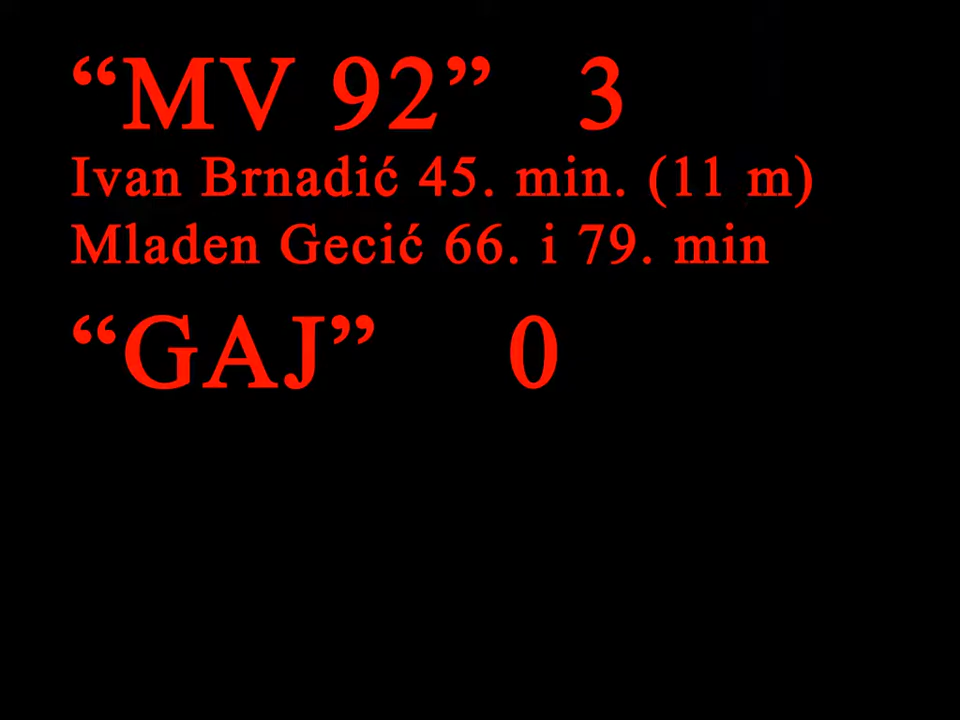 “MV 92” 3
Ivan Brnadić 45. min. (11 m)
Mladen Gecić 66. i 79. min
“GAJ” 0